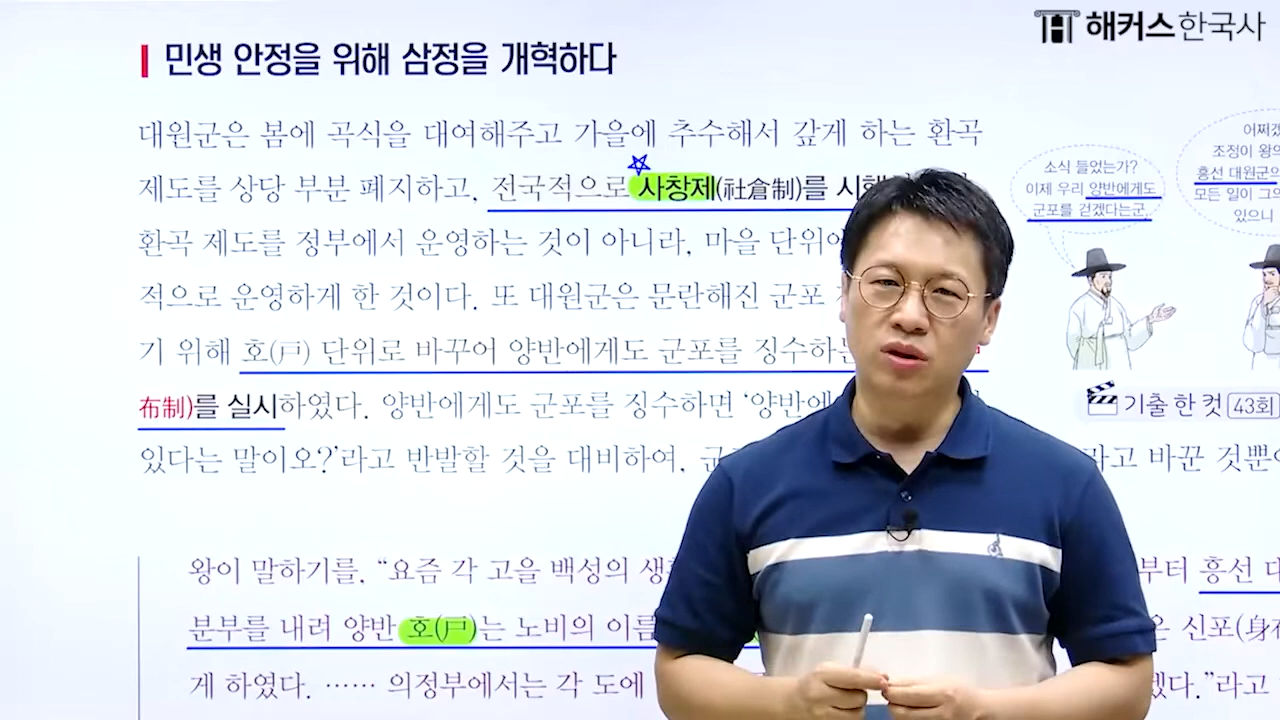 해커스한국사
민생 안정을 위해 삼정을 개혁하다
대원군은 봄에 곡식을 대여해주고 가을에 추수해서 갚게 하는 환곡
제도를 상당 부분 폐지하고, 전국적으로 사창제(社倉制)를 시행
환곡 제도를 정부에서 운영하는 것이 아니라, 마을 단위
적으로 운영하게 한 것이다. 또 대원군은 문란해진 군포
기 위해 호(戶) 단위로 바꾸어 양반에게도 군포를 징수하는
布制)를 실시하였다. 양반에게도 군포를 징수하면 ‘양반에
있다는 말이오?’라고 반발할 것을 대비하여, 라고 바꾼 것뿐
왕이 말하기를, “요즘 각 고을 백성의 부터 흥선 대
분부를 내려 양반 호(戶)는 노비의 이름 은 신포(身
게 하였다. …… 의정부에서는 각 도에 겠다.”라고
소식 들었는가?
이제 우리 양반에게도
군포를 걷겠다는군.
어쩌겠
조정이 왕의
흥선 대원군의
모든 일이 그의
있으니
기출 한 컷 43회